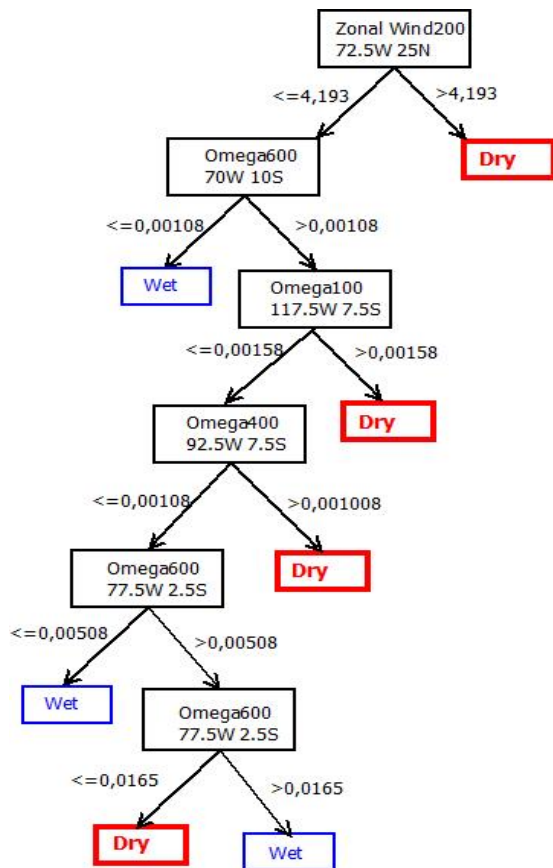 Zonal Wind200
72.5W 25N
<=4,193
>4,193
Omega600
70W 10S
Dry
<=0,00108
>0,00108
Wet
Omega100
117.5W 7.5S
<=0,00158
>0,00158
Omega400
92.5W 7.5S
Dry
<=0,00108
>0,001008
Omega600
77.5W 2.5S
Dry
<=0,00508
>0,00508
Wet
Omega600
77.5W 2.5S
<=0,0165
>0,0165
Dry
Wet